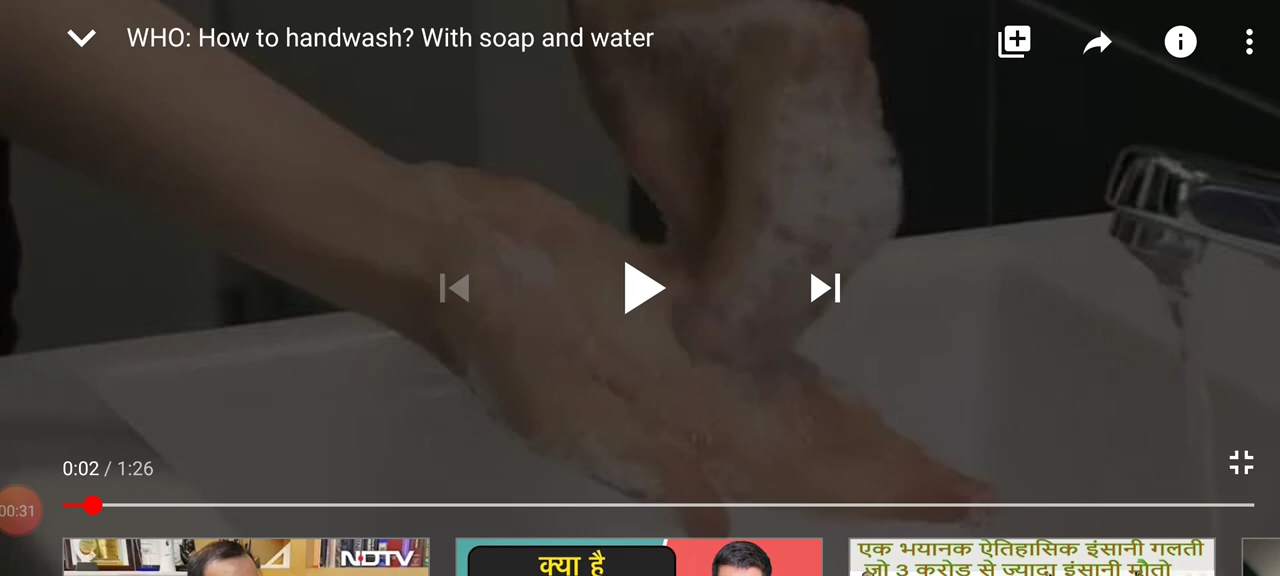 WHO: How to handwash? With soap and water
0:02 / 1:26
00:31
NDTV
क्या है
एक भयानक ऐतिहासिक इंसानी गलती
जो 3 करोड़ से ज्यादा इंसानी मौतो